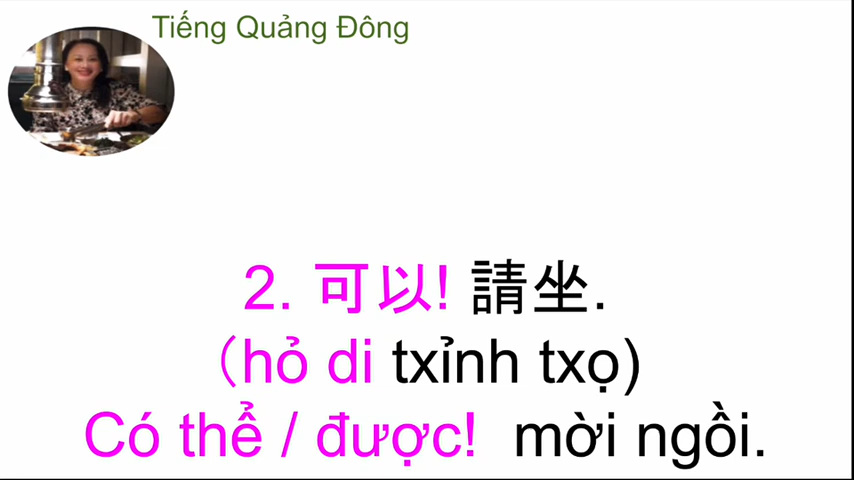 Tiếng Quảng Đông
2. 可以! 請坐.
(hỏ di txỉnh txọ)
Có thể / được! mời ngồi.